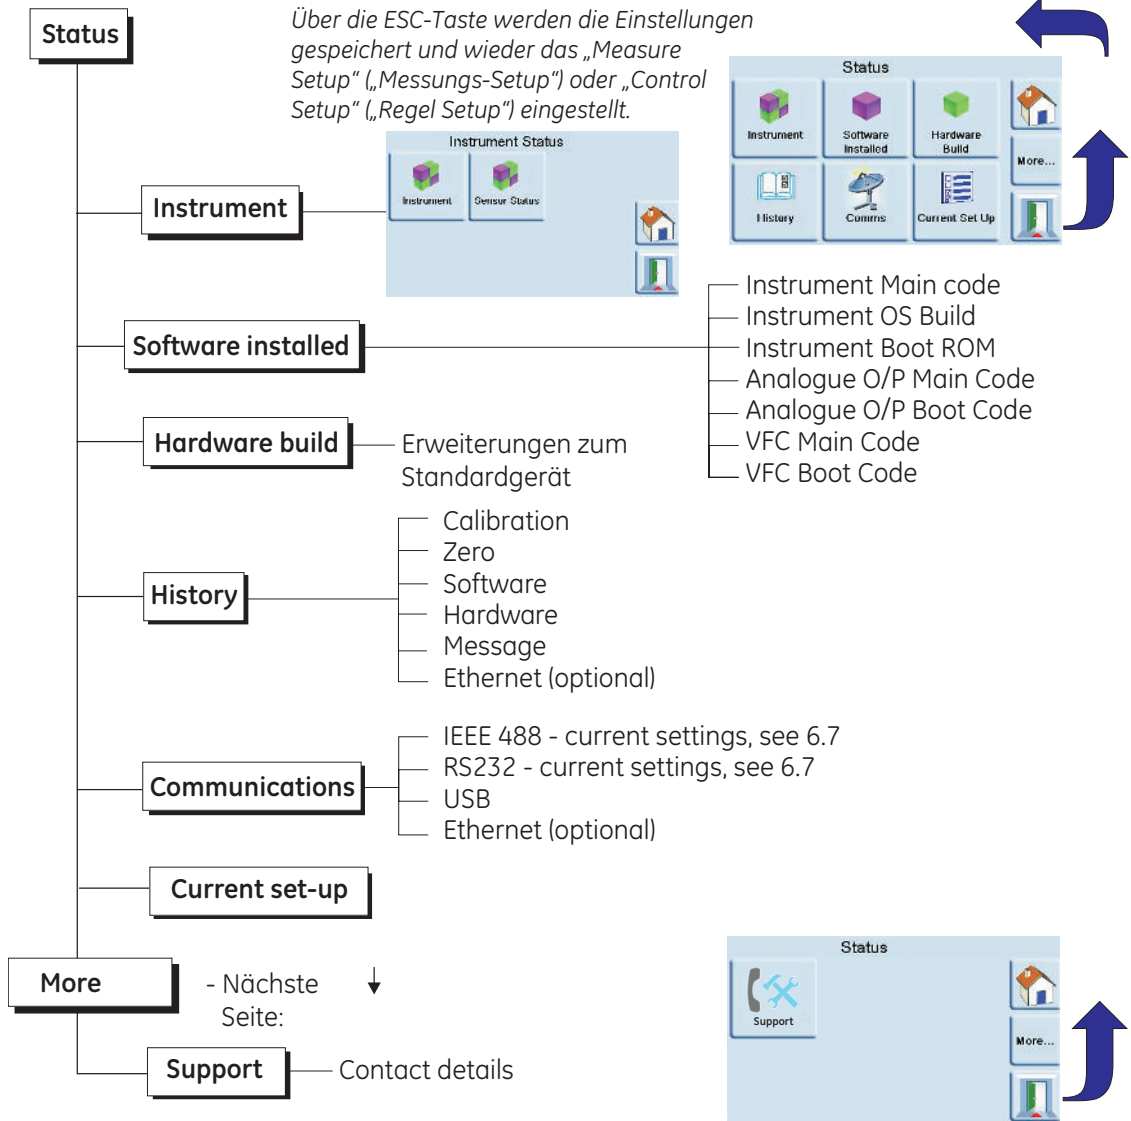 Status
Über die ESC-Taste werden die Einstellungen
gespeichert und wieder das „Measure
Setup“ („Messungs-Setup“) oder „Control
Setup“ („Regel Setup“) eingestellt.
Status
Instrument
Software
Installed
Hardware
Build
More...
History
Comms
Current Set Up
Instrument Status
Instrument
Sensor Status
Instrument
Software installed
Instrument Main code
Instrument OS Build
Instrument Boot ROM
Analogue O/P Main Code
Analogue O/P Boot Code
VFC Main Code
VFC Boot Code
Hardware build
Erweiterungen zum
Standardgerät
History
Calibration
Zero
Software
Hardware
Message
Ethernet (optional)
Communications
IEEE 488 - current settings, see 6.7
RS232 - current settings, see 6.7
USB
Ethernet (optional)
Current set-up
More
- Nächste
Seite:
Support
Contact details
Status
Support
More...